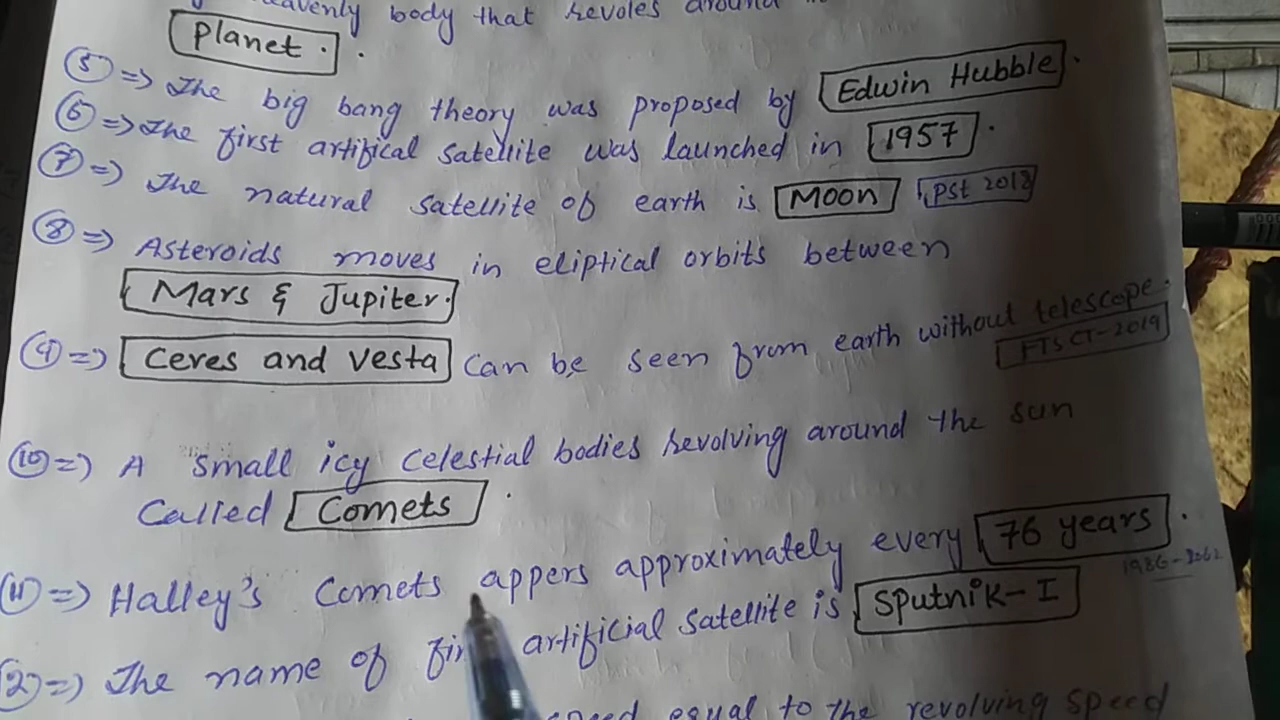 heavenly body that revoles around
Planet.
5 => The big bang theory was proposed by Edwin Hubble.
6 => The first artifical satellite was launched in 1957.
7 => The natural satellite of earth is Moon Pst 2018
8 => Asteroids moves in eliptical orbits between
Mars & Jupiter.
9 => Ceres and Vesta can be seen from earth without telescope.
FTSCT-2019
10 => A small icy celestial bodies revolving around the sun
Called Comets.
11 => Halley's Comets appers approximately every 76 years.
1986-2062
12 => The name of artificial satellite is Sputnik-I
speed equal to the revolving speed